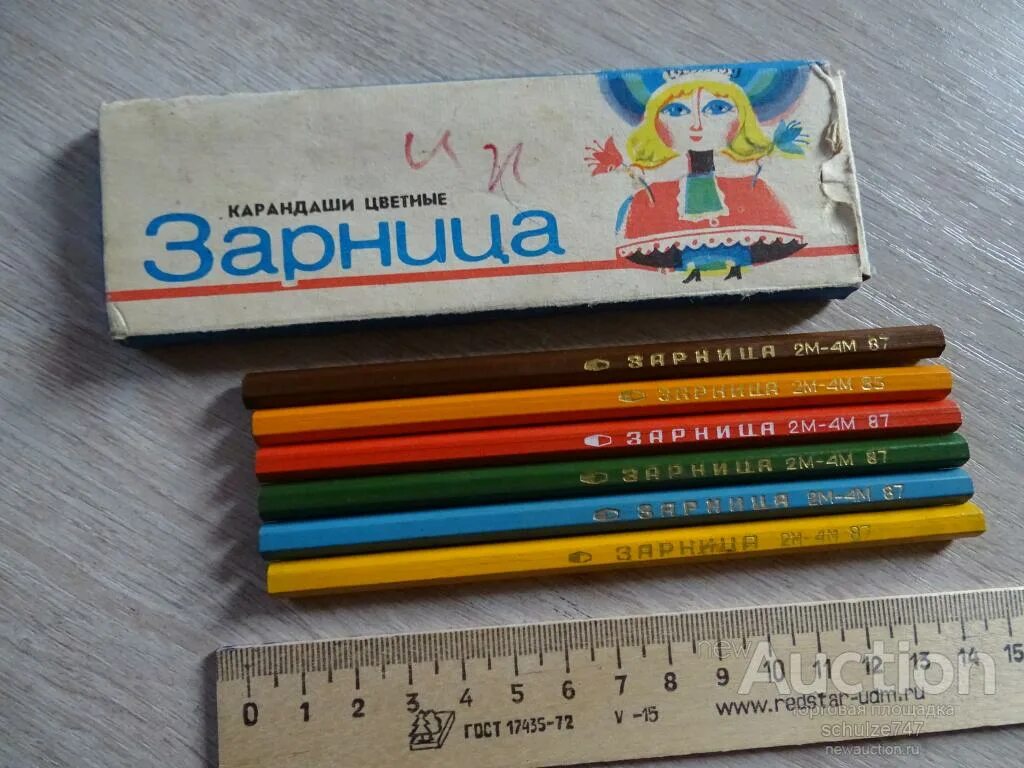 и н
КАРАНДАШИ ЦВЕТНЫЕ
Зарница
ЗАРНИЦА 2М-4М 87
ЗАРНИЦА 2М-4М 85
ЗАРНИЦА 2М-4М 87
ЗАРНИЦА 2М-4М 87
ЗАРНИЦА 2М-4М 87
ЗАРНИЦА 2М-4М 87
0 1 2 3 4 5 6 7 8 9 10 11 12 13 14 15
ГОСТ 17435-72 V-15 www.redstar-udm.ru
newAuction
торговая площадка
schulze747
newauction.ru